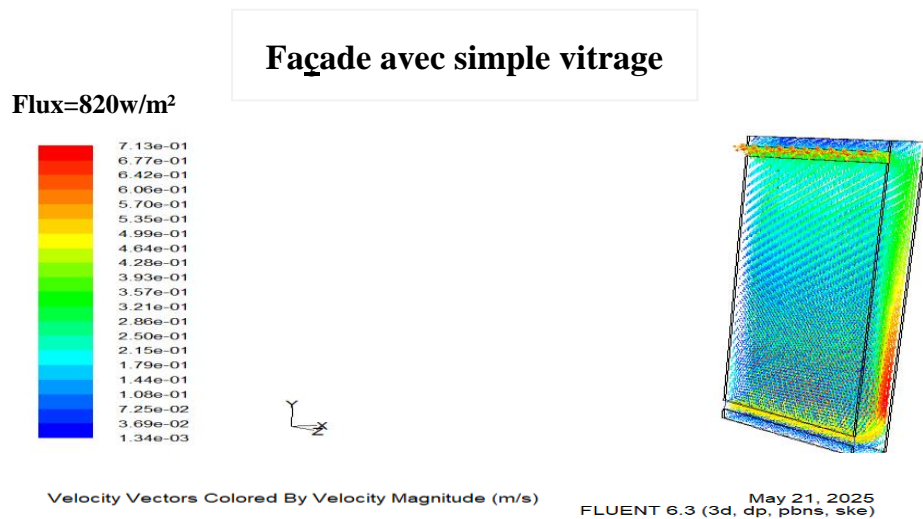 Façade avec simple vitrage
Flux=820w/m²
7.13e-01
6.77e-01
6.42e-01
6.06e-01
5.70e-01
5.35e-01
4.99e-01
4.64e-01
4.28e-01
3.93e-01
3.57e-01
3.21e-01
2.86e-01
2.50e-01
2.15e-01
1.79e-01
1.44e-01
1.08e-01
7.25e-02
3.69e-02
1.34e-03
Y
X
Z
Velocity Vectors Colored By Velocity Magnitude (m/s)
May 21, 2025
FLUENT 6.3 (3d, dp, pbns, ske)